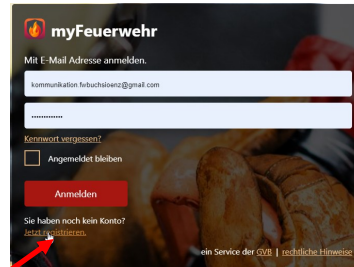 myFeuerwehr
Mit E-Mail Adresse anmelden.
kommunikation.fwbuchsioenz@gmail.com
•••••••••••••
Kennwort vergessen?
Angemeldet bleiben
Anmelden
Sie haben noch kein Konto?
Jetzt registrieren.
ein Service der GVB | rechtliche Hinweise